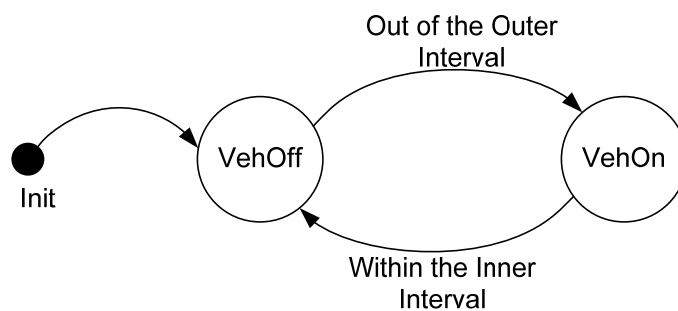 Out of the Outer
Interval
VehOff
VehOn
Init
Within the Inner
Interval